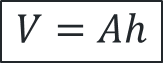 V = Ah